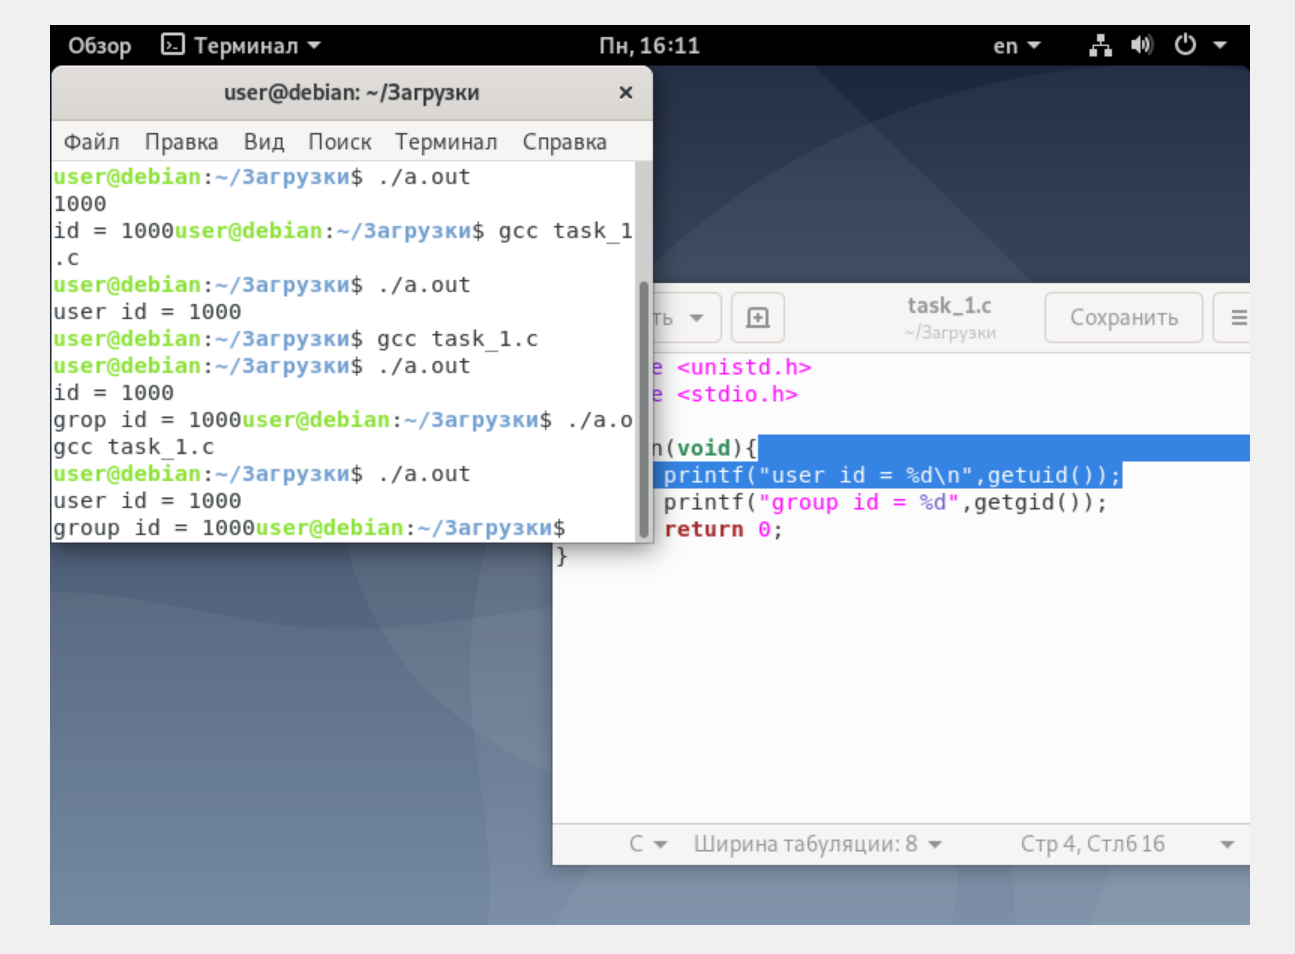 Обзор
Терминал
Пн, 16:11
en
user@debian: ~/Загрузки
×
Файл Правка Вид Поиск Терминал Справка
user@debian:~/Загрузки$ ./a.out
1000
id = 1000user@debian:~/Загрузки$ gcc task_1
.c
user@debian:~/Загрузки$ ./a.out
user id = 1000
user@debian:~/Загрузки$ gcc task_1.c
user@debian:~/Загрузки$ ./a.out
id = 1000
grop id = 1000user@debian:~/Загрузки$ ./a.o
gcc task_1.c
user@debian:~/Загрузки$ ./a.out
user id = 1000
group id = 1000user@debian:~/Загрузки$
ть
task_1.c
~/Загрузки
Сохранить
e <unistd.h>
e <stdio.h>
n(void){
printf("user id = %d\n",getuid());
printf("group id = %d",getgid());
return 0;
}
C
Ширина табуляции: 8
Стр 4, Стлб 16